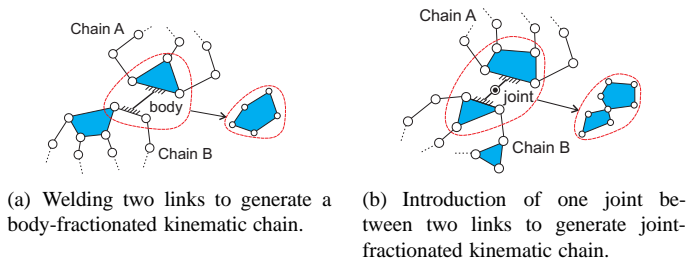 Chain A
body
Chain B
(a) Welding two links to generate a
body-fractionated kinematic chain.
Chain A
joint
Chain B
(b) Introduction of one joint be-
tween two links to generate joint-
fractionated kinematic chain.